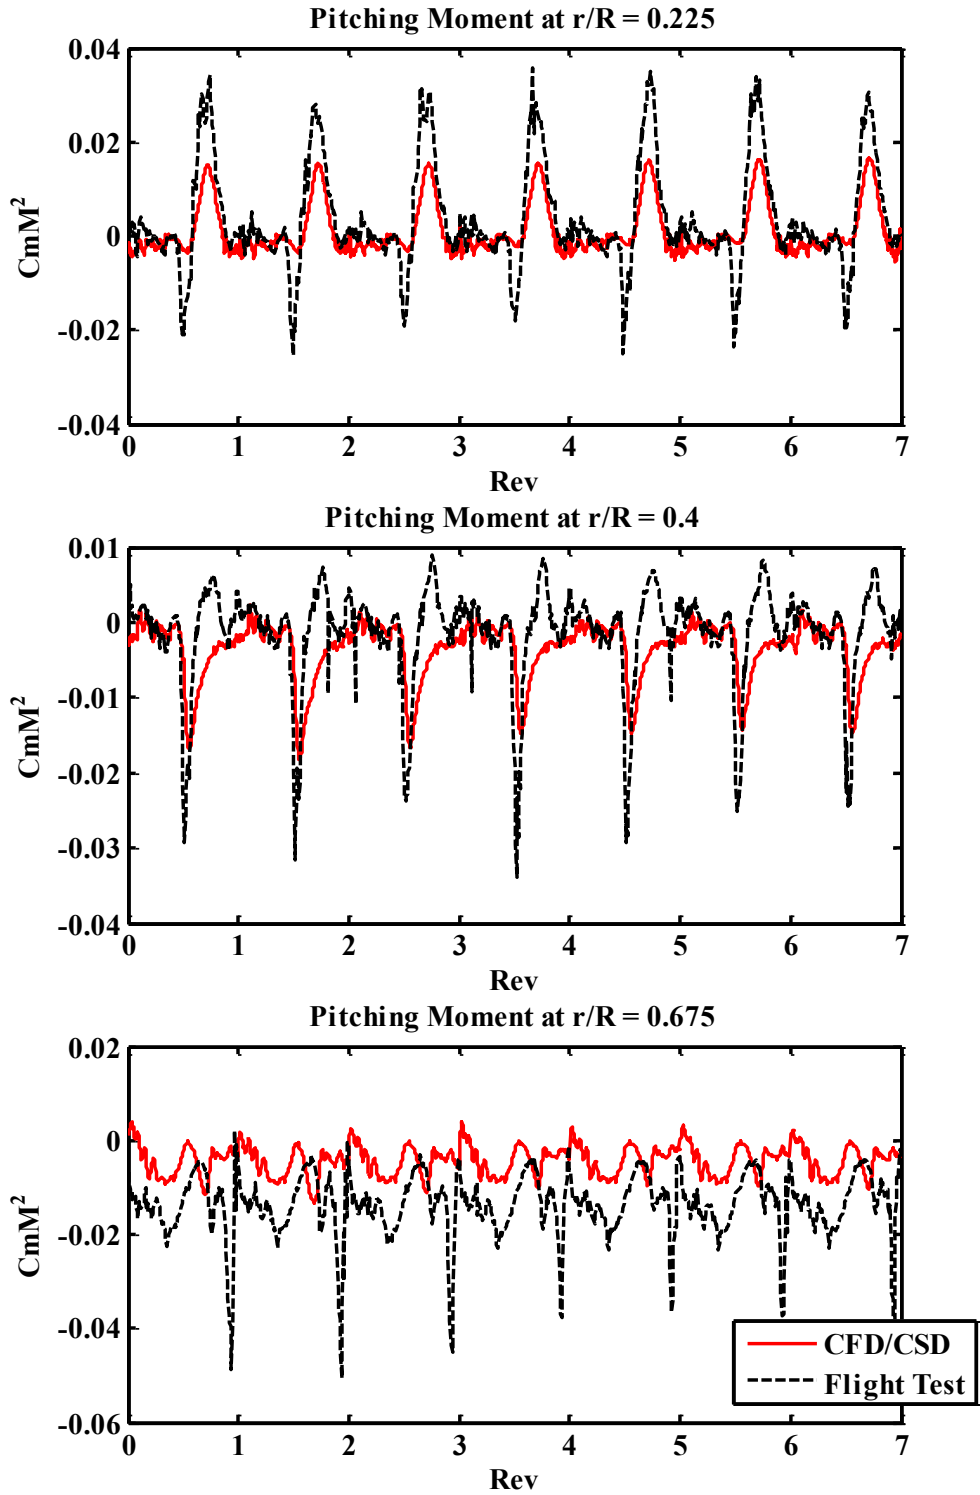 Pitching Moment at r/R = 0.225
0.04
0.02
0
-0.02
-0.04
CmM²
0 1 2 3 4 5 6 7
Rev
Pitching Moment at r/R = 0.4
0.01
0
-0.01
-0.02
-0.03
-0.04
CmM²
0 1 2 3 4 5 6 7
Rev
Pitching Moment at r/R = 0.675
0.02
0
-0.02
-0.04
-0.06
CmM²
CFD/CSD
Flight Test
0 1 2 3 4 5 6 7
Rev